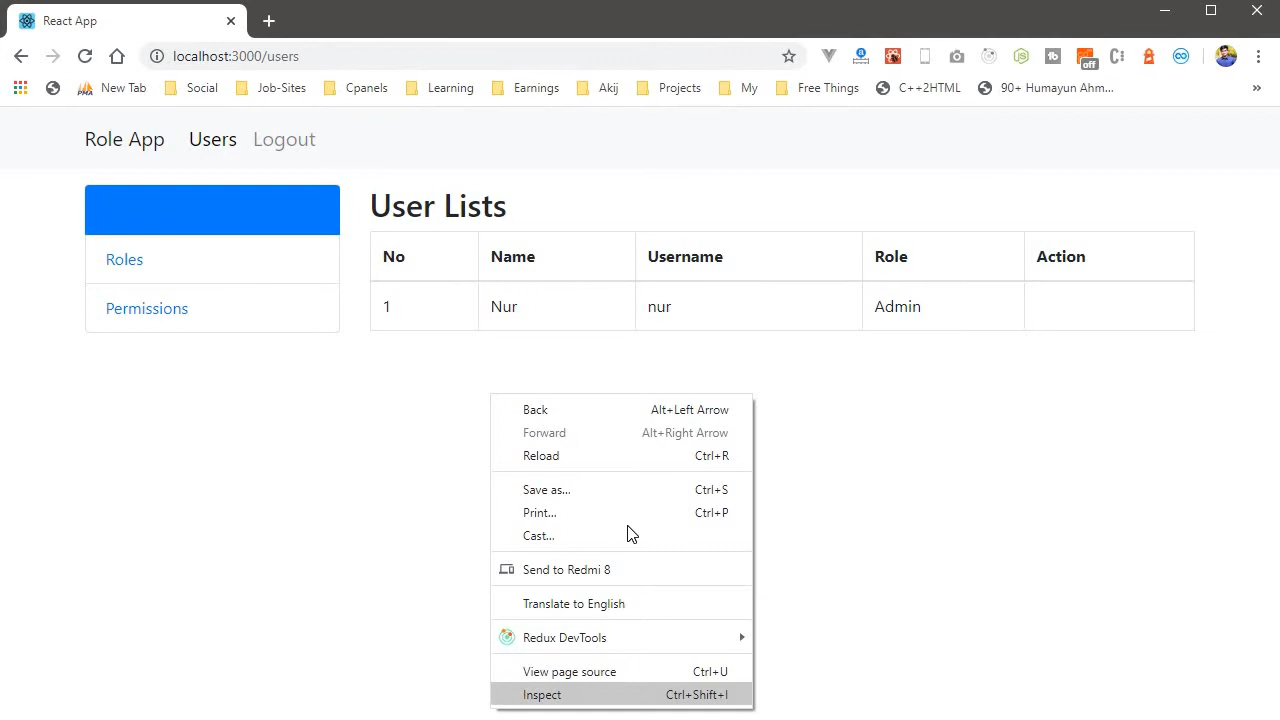 React App
localhost:3000/users
off
New Tab Social Job-Sites Cpanels Learning Earnings Akij Projects My Free Things C++2HTML 90+ Humayun Ahm...
Role App Users Logout
User Lists
Roles
Permissions
No Name Username Role Action
1 Nur nur Admin
Back Alt+Left Arrow
Forward Alt+Right Arrow
Reload Ctrl+R
Save as... Ctrl+S
Print... Ctrl+P
Cast...
Send to Redmi 8
Translate to English
Redux DevTools
View page source Ctrl+U
Inspect Ctrl+Shift+I